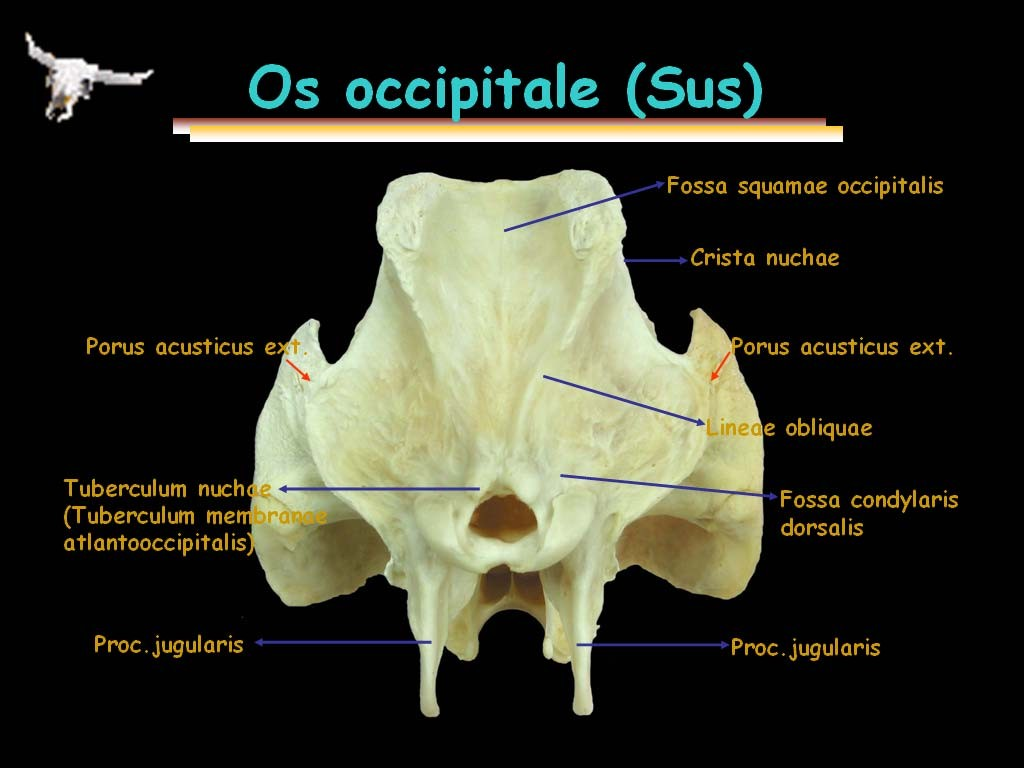 Os occipitale (Sus)
Fossa squamae occipitalis
Crista nuchae
Porus acusticus ext.
Porus acusticus ext.
Lineae obliquae
Tuberculum nuchae
(Tuberculum membranae
atlantooccipitalis)
Fossa condylaris
dorsalis
Proc.jugularis
Proc.jugularis